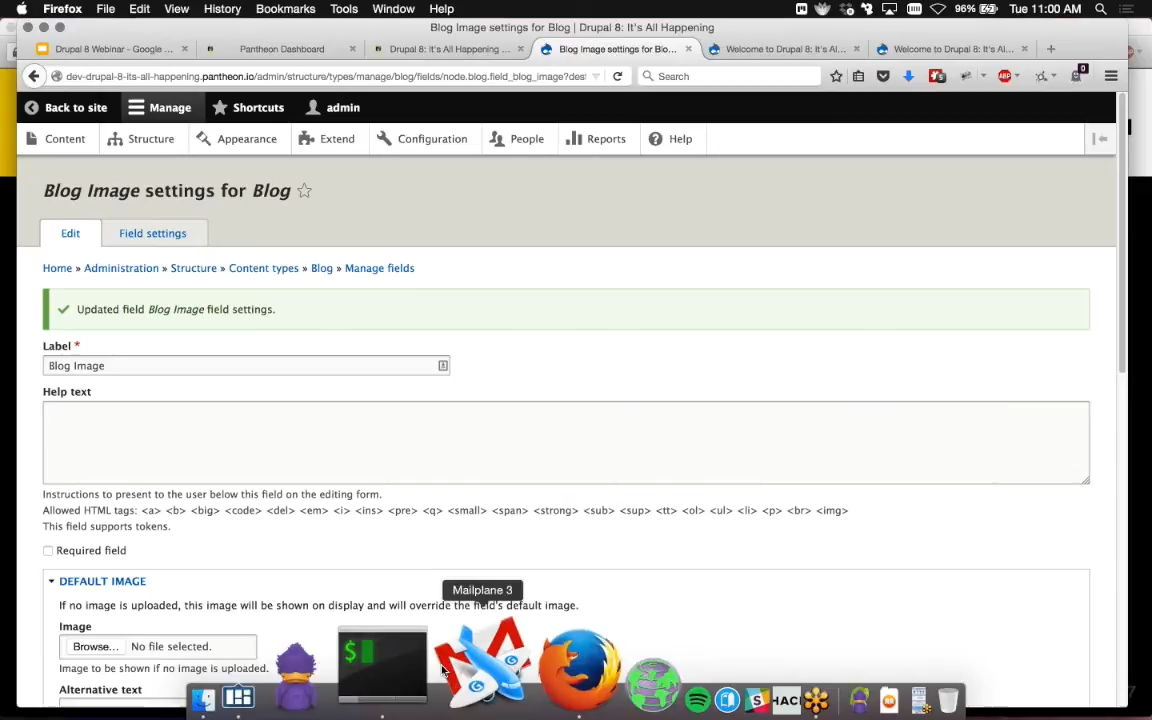 Firefox File Edit View History Bookmarks Tools Window Help 96% Tue 11:00 AM
Blog Image settings for Blog | Drupal 8: It's All Happening
Drupal 8 Webinar - Google ... Pantheon Dashboard Drupal 8: It's All Happening ... Blog Image settings for Blo... Welcome to Drupal 8: It's Al... Welcome to Drupal 8: It's Al...
dev-drupal-8-its-all-happening.pantheon.io/admin/structure/types/manage/blog/fields/node.blog.field_blog_image?des Search ABP 0
Back to site Manage Shortcuts admin
Content Structure Appearance Extend Configuration People Reports Help
Blog Image settings for Blog
Edit Field settings
Home » Administration » Structure » Content types » Blog » Manage fields
Updated field Blog Image field settings.
Label *
Blog Image
Help text
Instructions to present to the user below this field on the editing form.
Allowed HTML tags: <a> <b> <big> <code> <del> <em> <i> <ins> <pre> <q> <small> <span> <strong> <sub> <sup> <tt> <ol> <ul> <li> <p> <br> <img>
This field supports tokens.
Required field
DEFAULT IMAGE
Mailplane 3
If no image is uploaded, this image will be shown on display and will override the field's default image.
Image
Browse... No file selected.
Image to be shown if no image is uploaded.
Alternative text
$
HAC